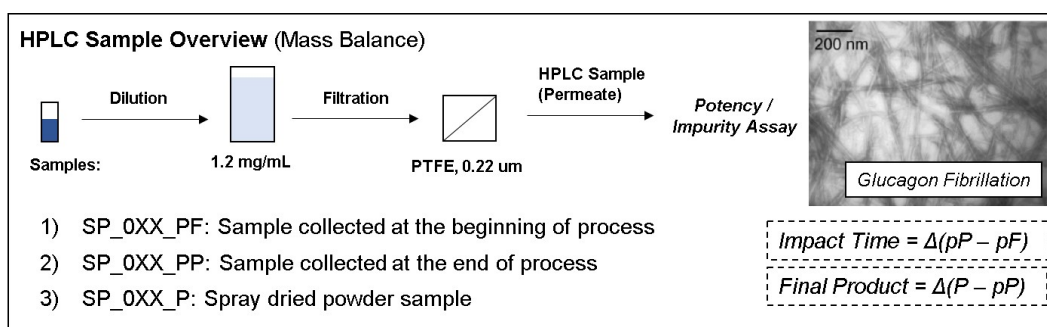 HPLC Sample Overview (Mass Balance)
200 nm
Dilution
Filtration
HPLC Sample
(Permeate)
Potency /
Impurity Assay
Samples:
1.2 mg/mL
PTFE, 0.22 um
Glucagon Fibrillation
1) SP_0XX_PF: Sample collected at the beginning of process
2) SP_0XX_PP: Sample collected at the end of process
3) SP_0XX_P: Spray dried powder sample
Impact Time = Δ(pP – pF)
Final Product = Δ(P – pP)